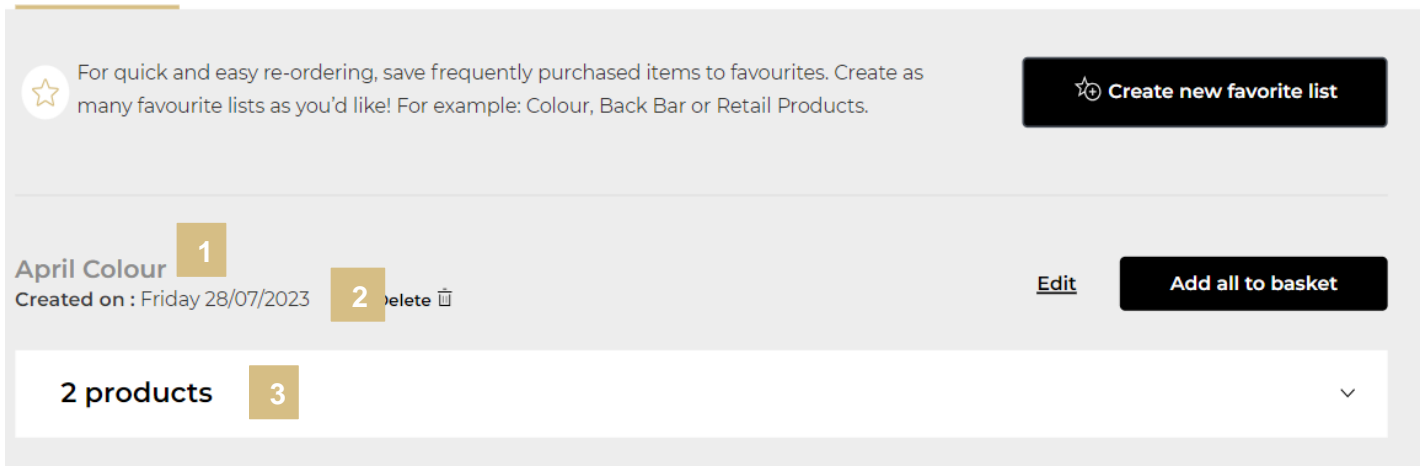 For quick and easy re-ordering, save frequently purchased items to favourites. Create as
many favourite lists as you'd like! For example: Colour, Back Bar or Retail Products.
Create new favorite list
April Colour 1
Created on : Friday 28/07/2023 2 elete
Edit
Add all to basket
2 products 3